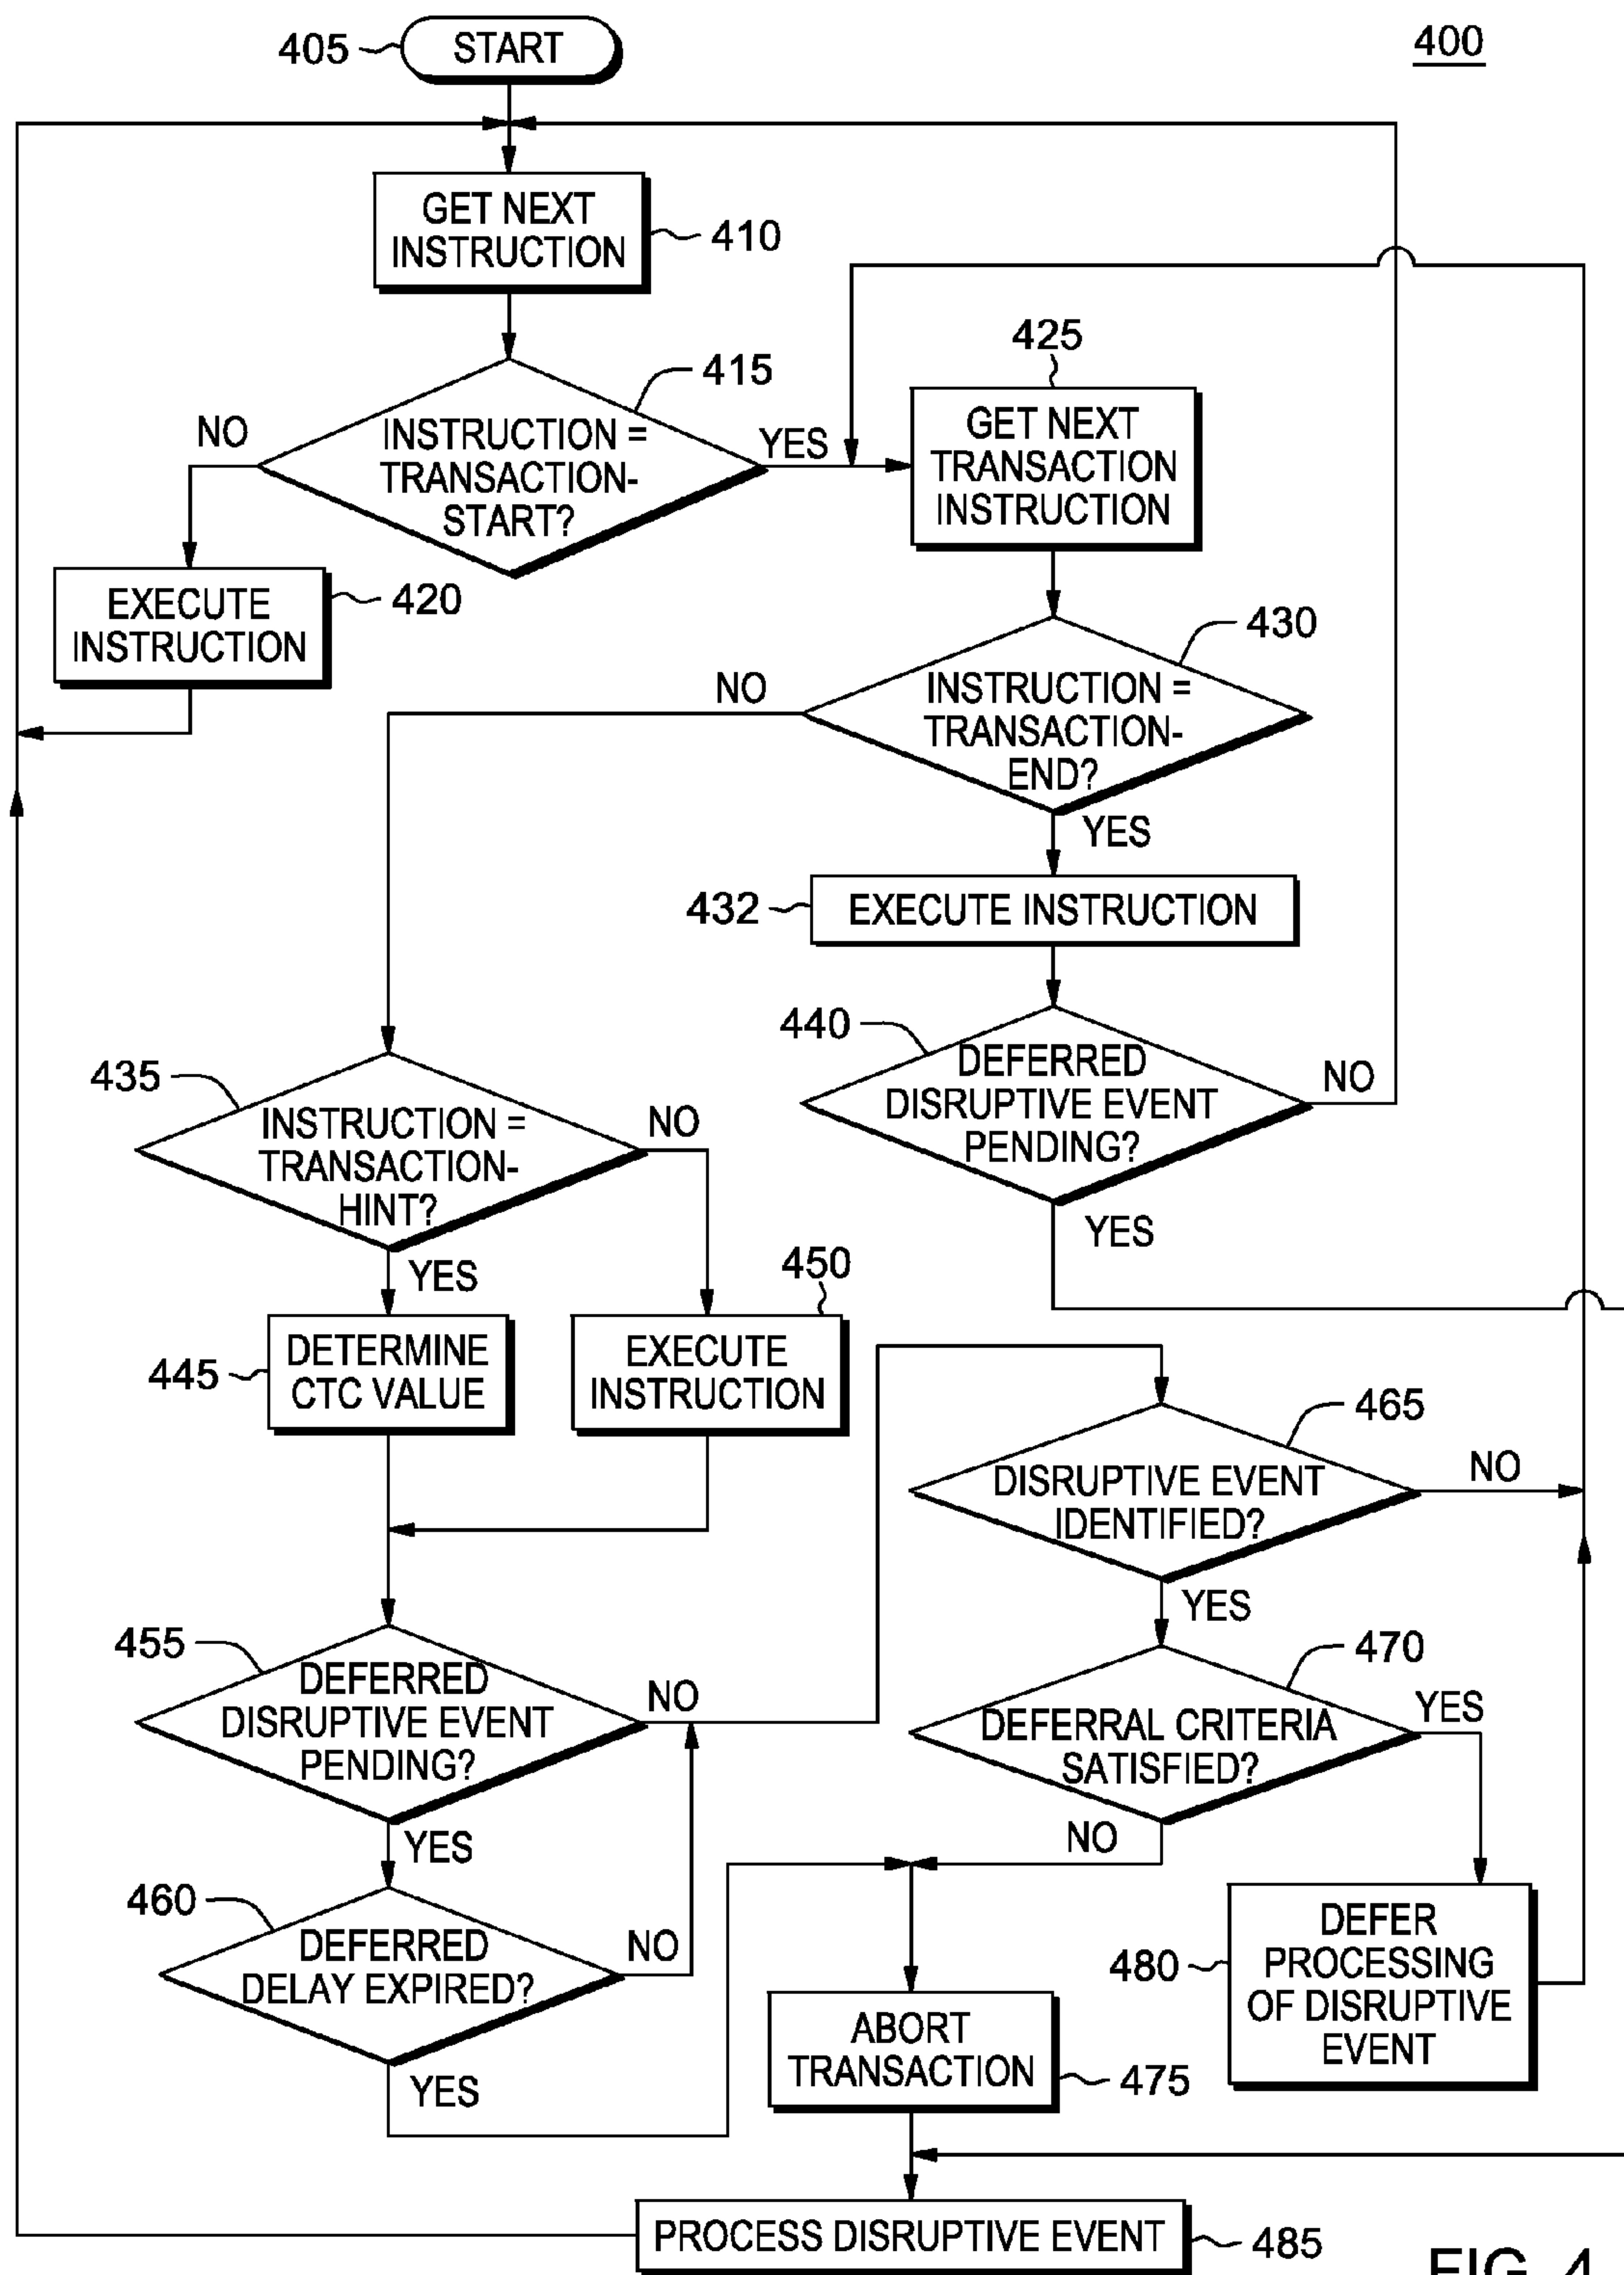 405
START
400
GET NEXT
INSTRUCTION
410
425
415
GET NEXT
TRANSACTION
INSTRUCTION
NO
INSTRUCTION =
TRANSACTION-
START?
YES
EXECUTE
INSTRUCTION
420
430
NO
INSTRUCTION =
TRANSACTION-
END?
YES
432
EXECUTE INSTRUCTION
440
DEFERRED
DISRUPTIVE EVENT
PENDING?
NO
YES
435
INSTRUCTION =
TRANSACTION-
HINT?
NO
YES
450
445
DETERMINE
CTC VALUE
EXECUTE
INSTRUCTION
465
DISRUPTIVE EVENT
IDENTIFIED?
NO
YES
455
DEFERRED
DISRUPTIVE EVENT
PENDING?
NO
YES
470
DEFERRAL CRITERIA
SATISFIED?
YES
NO
460
DEFERRED
DELAY EXPIRED?
NO
YES
480
DEFER
PROCESSING
OF DISRUPTIVE
EVENT
ABORT
TRANSACTION
475
PROCESS DISRUPTIVE EVENT
485
FIG. 4